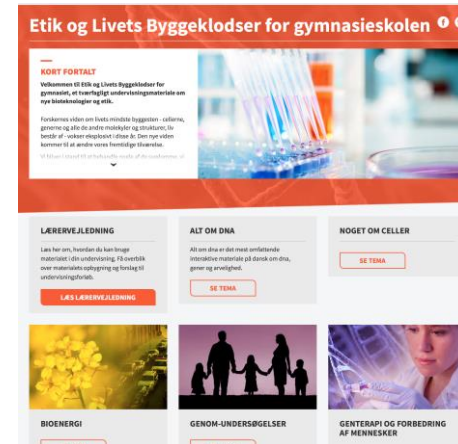 Etik og Livets Byggeklodser for gymnasieskolen
KORT FORTALT
Velkommen til Etik og Livets Byggeklodser for
gymnasiet, et tværfagligt undervisningsmateriale om
nye bioteknologier og etik.
Forskernes viden om livets mindste byggesten - cellerne,
generne og alle de andre molekyler og strukturer, liv
består af - vokser eksplosivt i disse år. Den nye viden
kommer til at ændre vores fremtidige tilværelse.
LÆRERVEJLEDNING
Læs her om, hvordan du kan bruge
materialet i din undervisning. Få overblik
over materialets opbygning og forslag til
undervisningsforløb.
LÆS LÆRERVEJLEDNING
ALT OM DNA
Alt om dna er det mest omfattende
interaktive materiale på dansk om dna,
gener og arvelighed.
SE TEMA
NOGET OM CELLER
SE TEMA
BIOENERGI
GENOM-UNDERSØGELSER
GENTERAPI OG FORBEDRING
AF MENNESKER